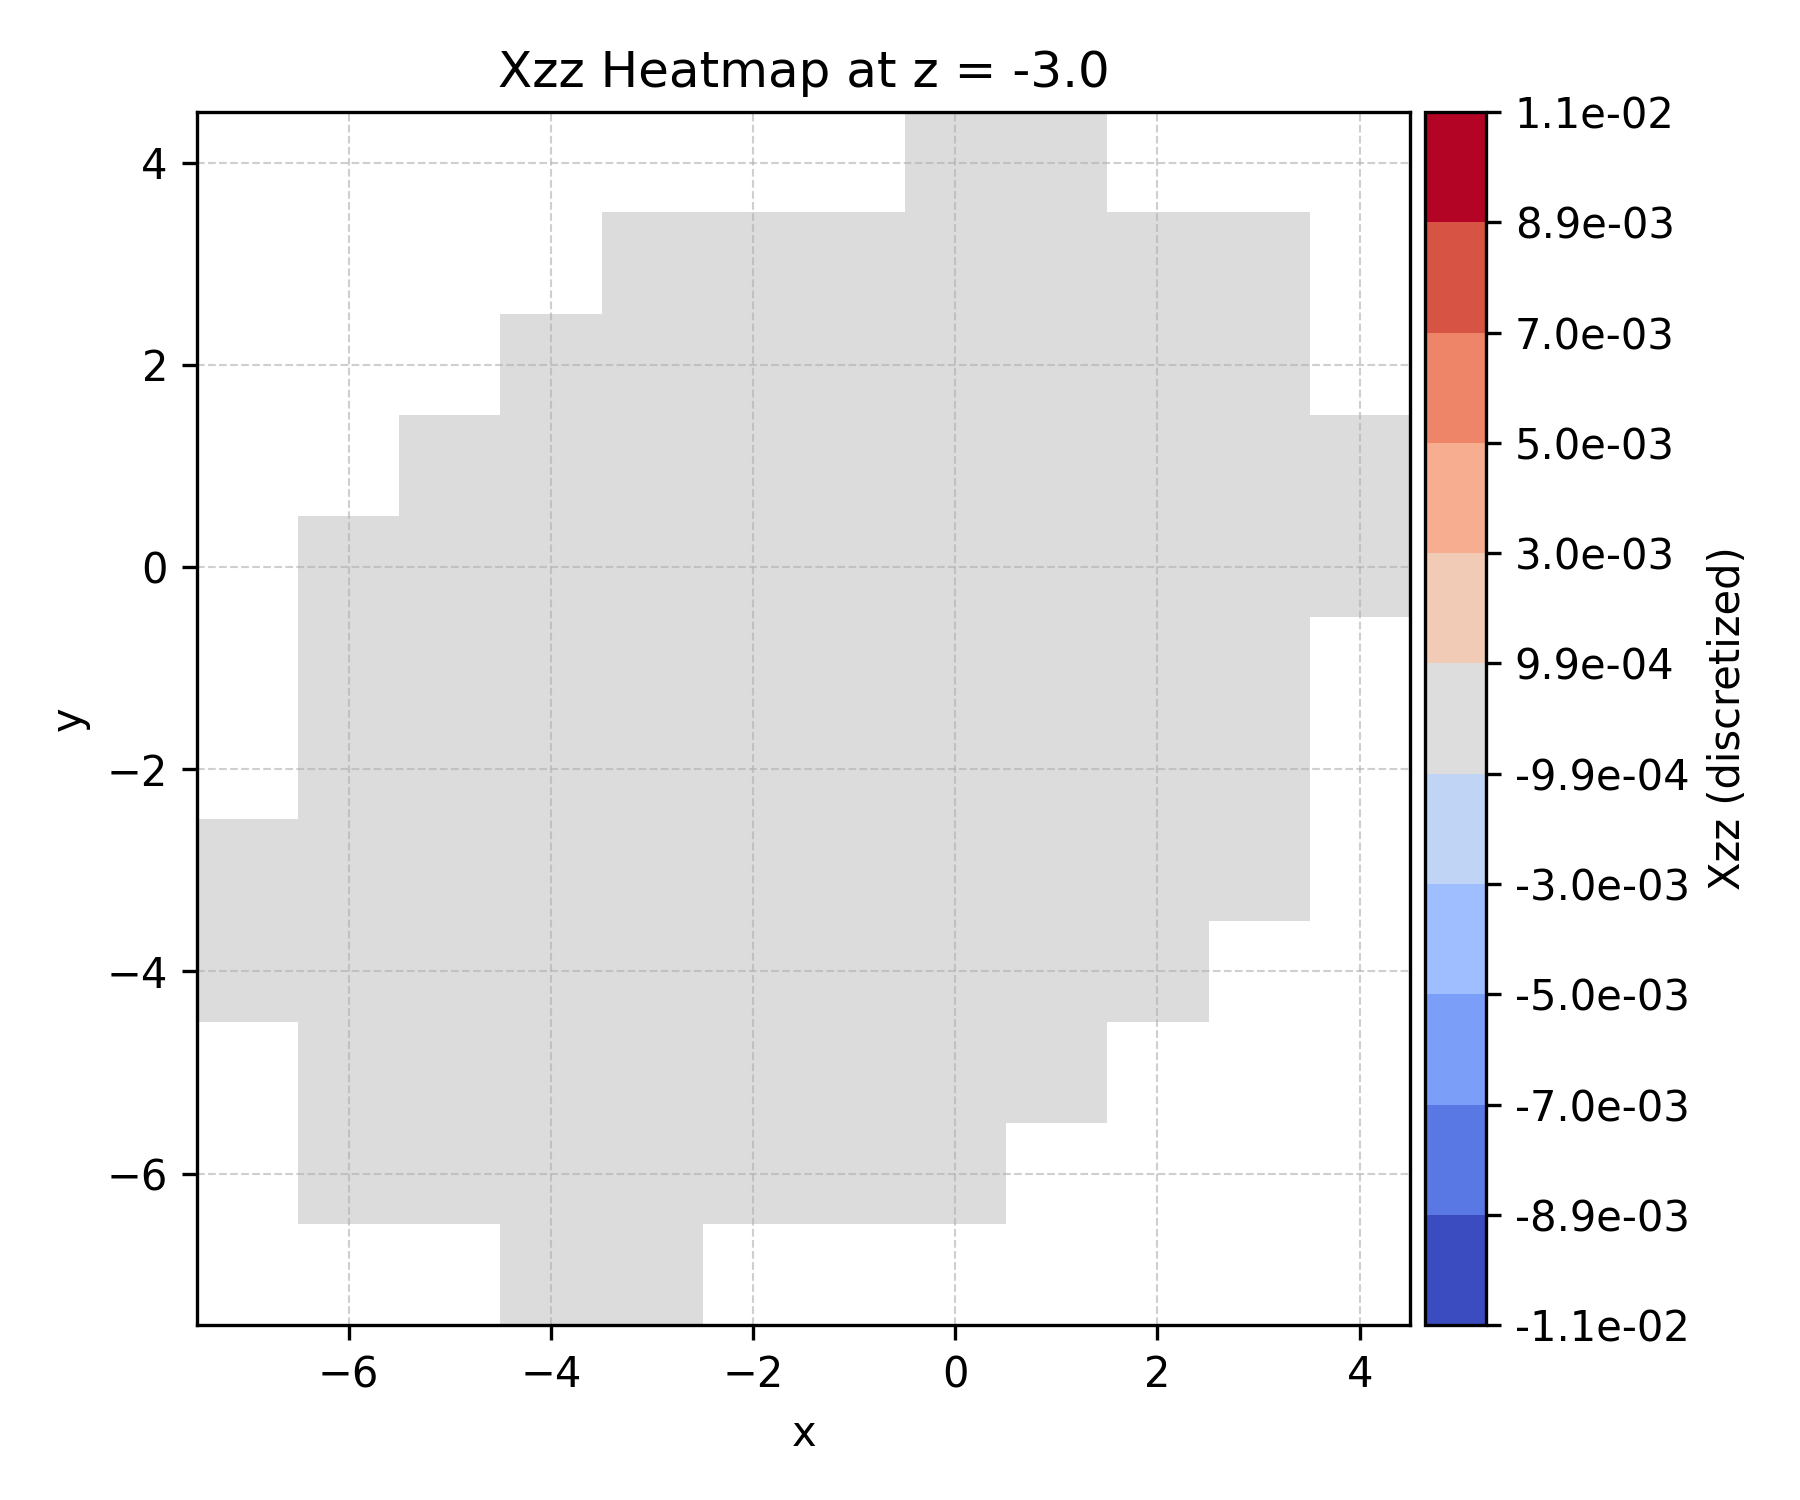 Xzz Heatmap at z = -3.0
4
2
0
−2
−4
−6
y
−6
−4
−2
0
2
4
x
1.1e-02
8.9e-03
7.0e-03
5.0e-03
3.0e-03
9.9e-04
-9.9e-04
-3.0e-03
-5.0e-03
-7.0e-03
-8.9e-03
-1.1e-02
Xzz (discretized)